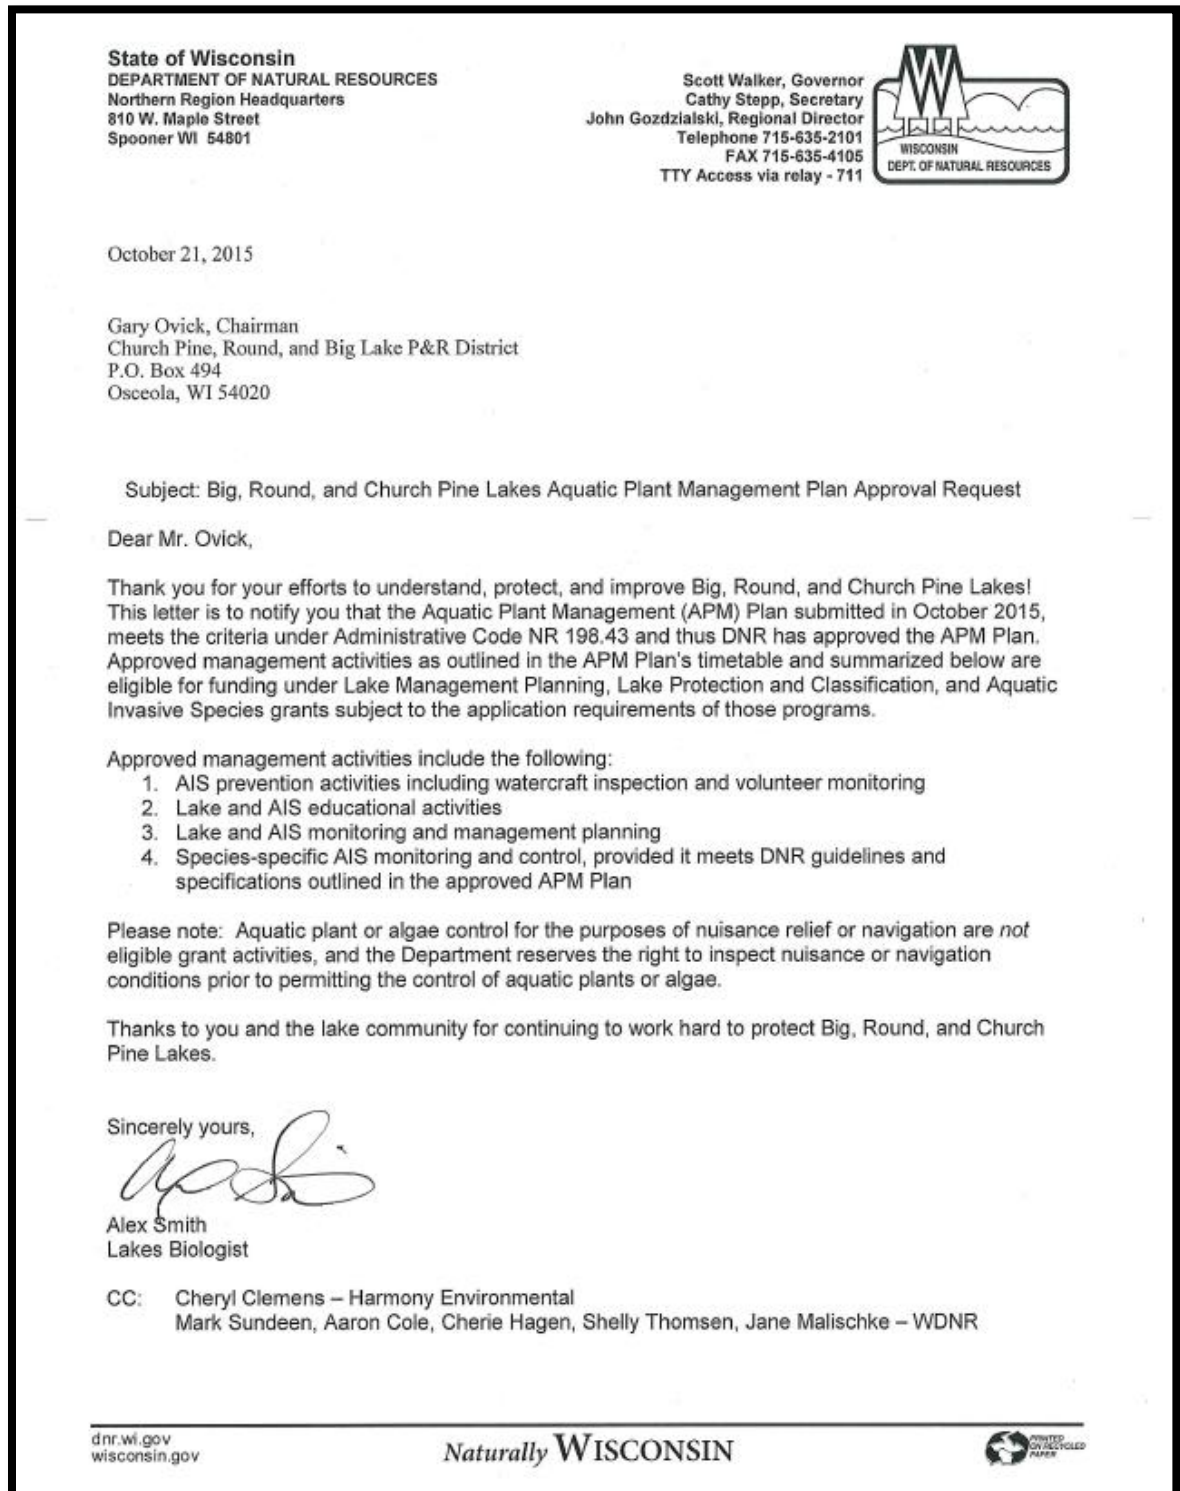 State of Wisconsin
DEPARTMENT OF NATURAL RESOURCES
Northern Region Headquarters
810 W. Maple Street
Spooner WI 54801
Scott Walker, Governor
Cathy Stepp, Secretary
John Gozdzialski, Regional Director
Telephone 715-635-2101
FAX 715-635-4105
TTY Access via relay - 711
W
WISCONSIN
DEPT. OF NATURAL RESOURCES
October 21, 2015
Gary Ovick, Chairman
Church Pine, Round, and Big Lake P&R District
P.O. Box 494
Osceola, WI 54020
Subject: Big, Round, and Church Pine Lakes Aquatic Plant Management Plan Approval Request
Dear Mr. Ovick,
Thank you for your efforts to understand, protect, and improve Big, Round, and Church Pine Lakes!
This letter is to notify you that the Aquatic Plant Management (APM) Plan submitted in October 2015,
meets the criteria under Administrative Code NR 198.43 and thus DNR has approved the APM Plan.
Approved management activities as outlined in the APM Plan's timetable and summarized below are
eligible for funding under Lake Management Planning, Lake Protection and Classification, and Aquatic
Invasive Species grants subject to the application requirements of those programs.
Approved management activities include the following:
1. AIS prevention activities including watercraft inspection and volunteer monitoring
2. Lake and AIS educational activities
3. Lake and AIS monitoring and management planning
4. Species-specific AIS monitoring and control, provided it meets DNR guidelines and
specifications outlined in the approved APM Plan
Please note: Aquatic plant or algae control for the purposes of nuisance relief or navigation are not
eligible grant activities, and the Department reserves the right to inspect nuisance or navigation
conditions prior to permitting the control of aquatic plants or algae.
Thanks to you and the lake community for continuing to work hard to protect Big, Round, and Church
Pine Lakes.
Sincerely yours,
Alex Smith
Lakes Biologist
CC: Cheryl Clemens – Harmony Environmental
Mark Sundeen, Aaron Cole, Cherie Hagen, Shelly Thomsen, Jane Malischke – WDNR
dnr.wi.gov
wisconsin.gov
Naturally WISCONSIN
PRINTED
ON RECYCLED
PAPER